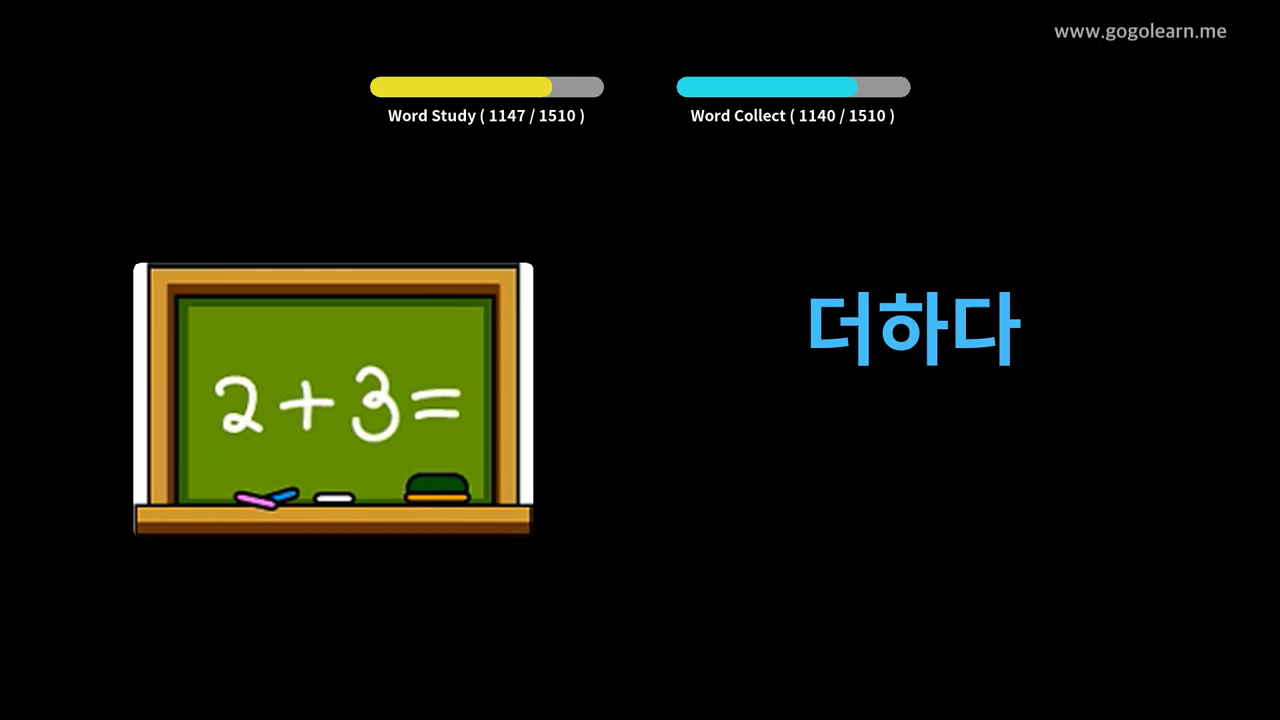 www.gogolearn.me
Word Study ( 1147 / 1510 )
Word Collect ( 1140 / 1510 )
2+3=
더하다